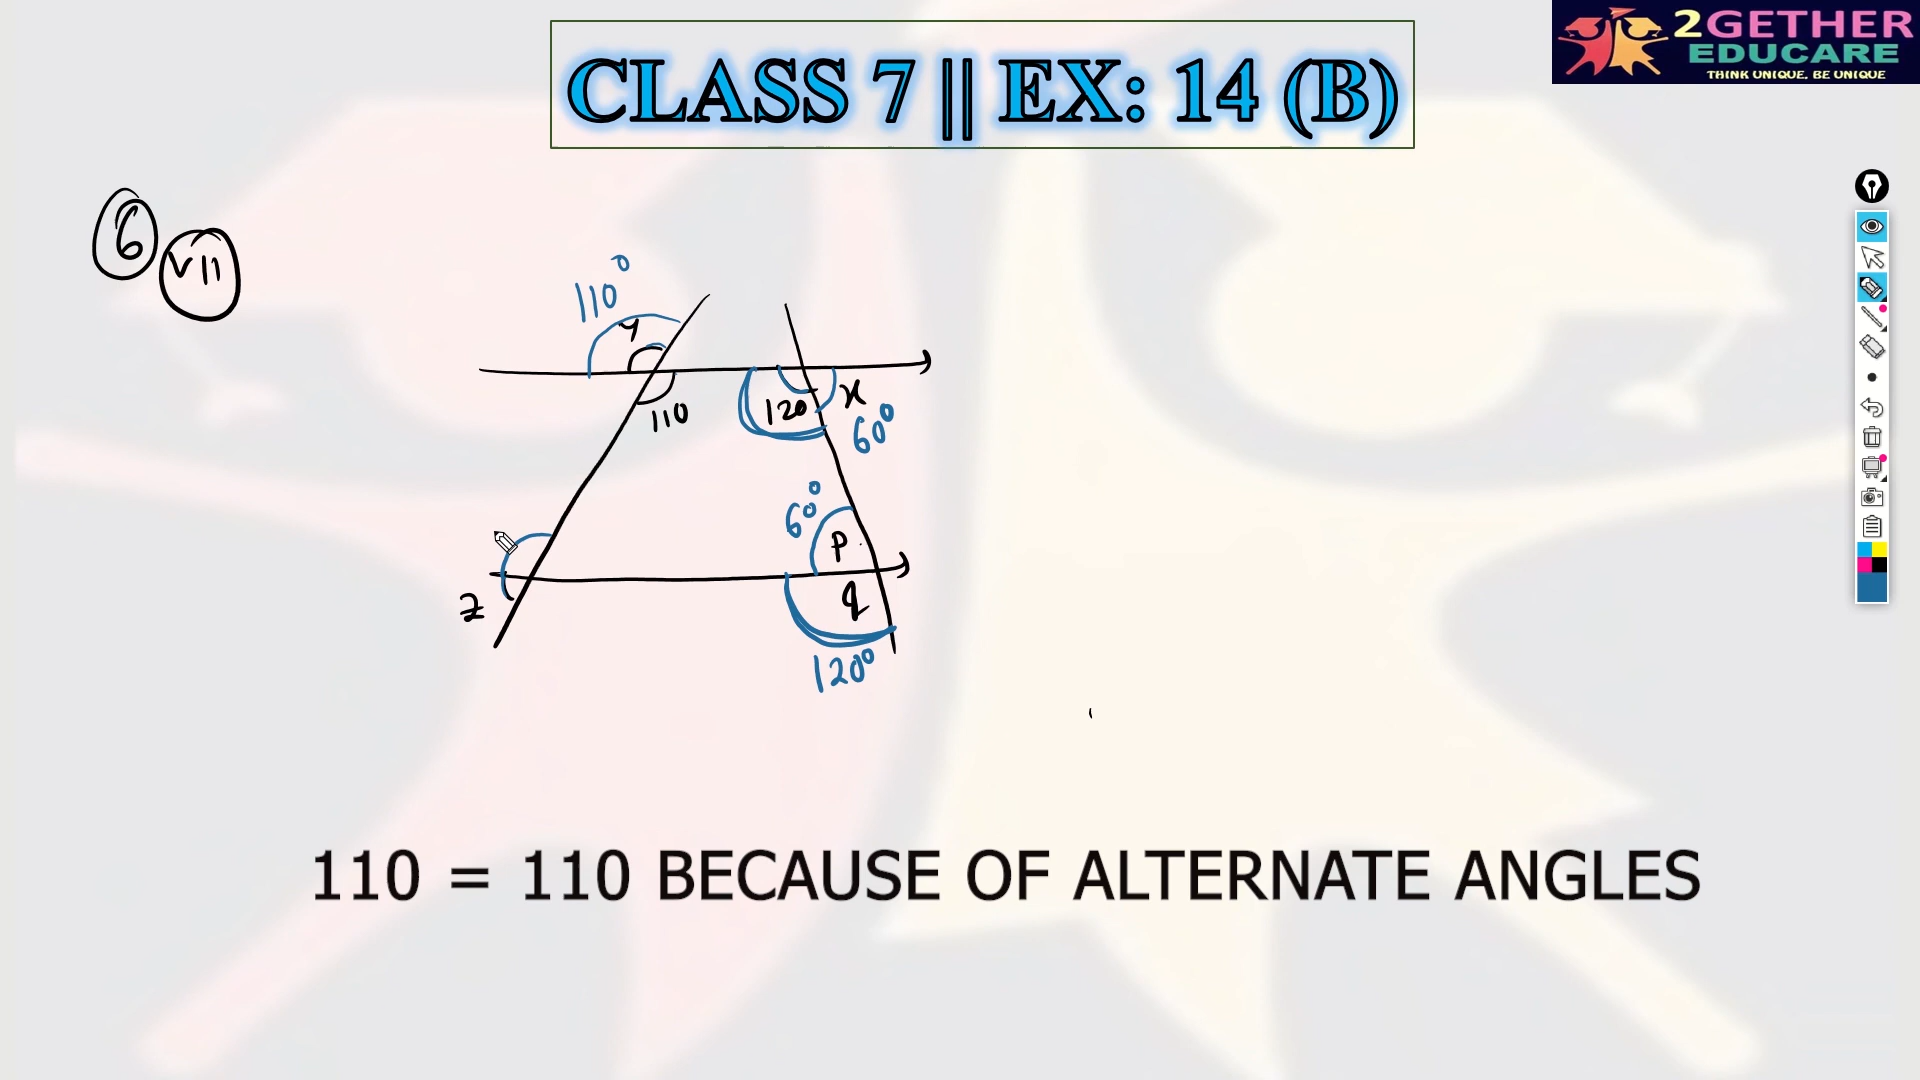 2GETHER
EDUCARE
THINK UNIQUE, BE UNIQUE
CLASS 7 || EX: 14 (B)
6
VII
110°
y
110
120
x
60°
60°
p
z
q
120°
110 = 110 BECAUSE OF ALTERNATE ANGLES